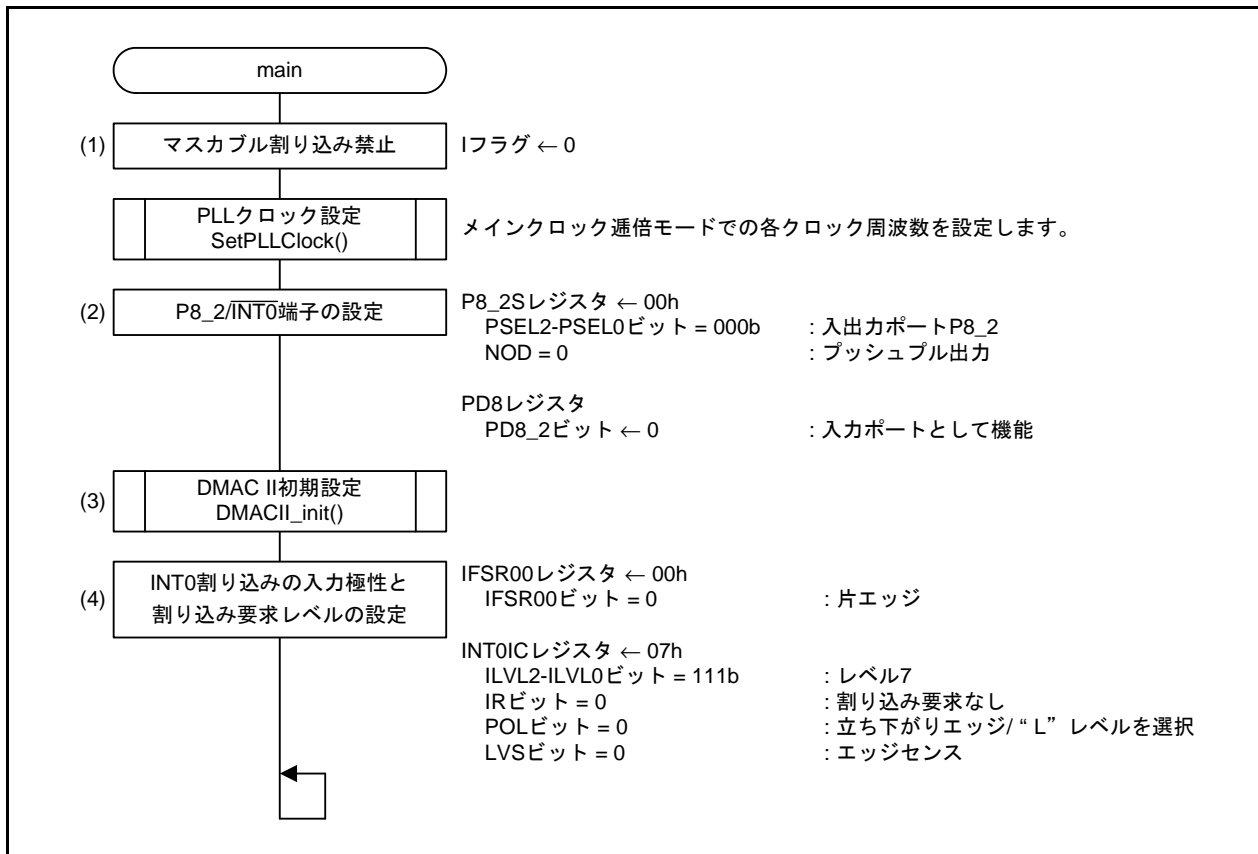 main
(1) マスカブル割り込み禁止 Iフラグ ← 0
PLLクロック設定
SetPLLClock()
メインクロック逓倍モードでの各クロック周波数を設定します。
(2) P8_2/INT0端子の設定
P8_2Sレジスタ ← 00h
PSEL2-PSEL0ビット = 000b : 入出力ポートP8_2
NOD = 0 : プッシュプル出力
PD8レジスタ
PD8_2ビット ← 0 : 入力ポートとして機能
(3) DMAC II初期設定
DMACII_init()
(4) INT0割り込みの入力極性と
割り込み要求レベルの設定
IFSR00レジスタ ← 00h
IFSR00ビット = 0 : 片エッジ
INT0ICレジスタ ← 07h
ILVL2-ILVL0ビット = 111b : レベル7
IRビット = 0 : 割り込み要求なし
POLビット = 0 : 立ち下がりエッジ/ “ L” レベルを選択
LVSビット = 0 : エッジセンス